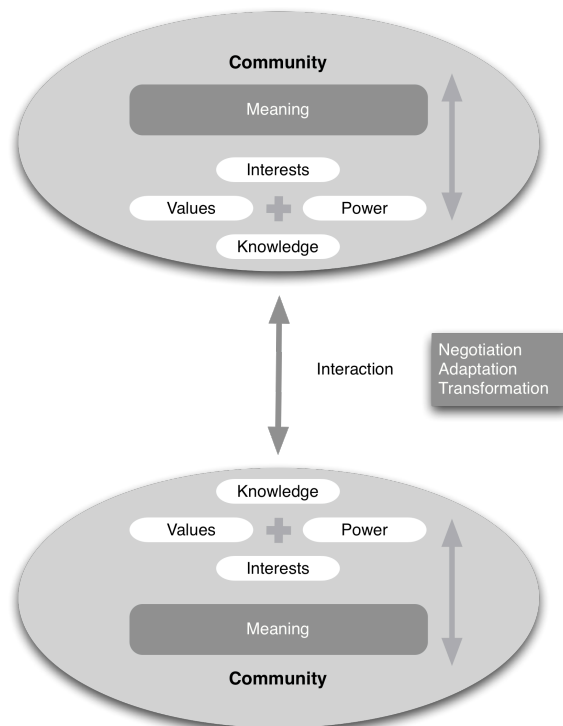 Community
Meaning
Interests
Values
Power
Knowledge
Interaction
Negotiation
Adaptation
Transformation
Knowledge
Values
Power
Interests
Meaning
Community